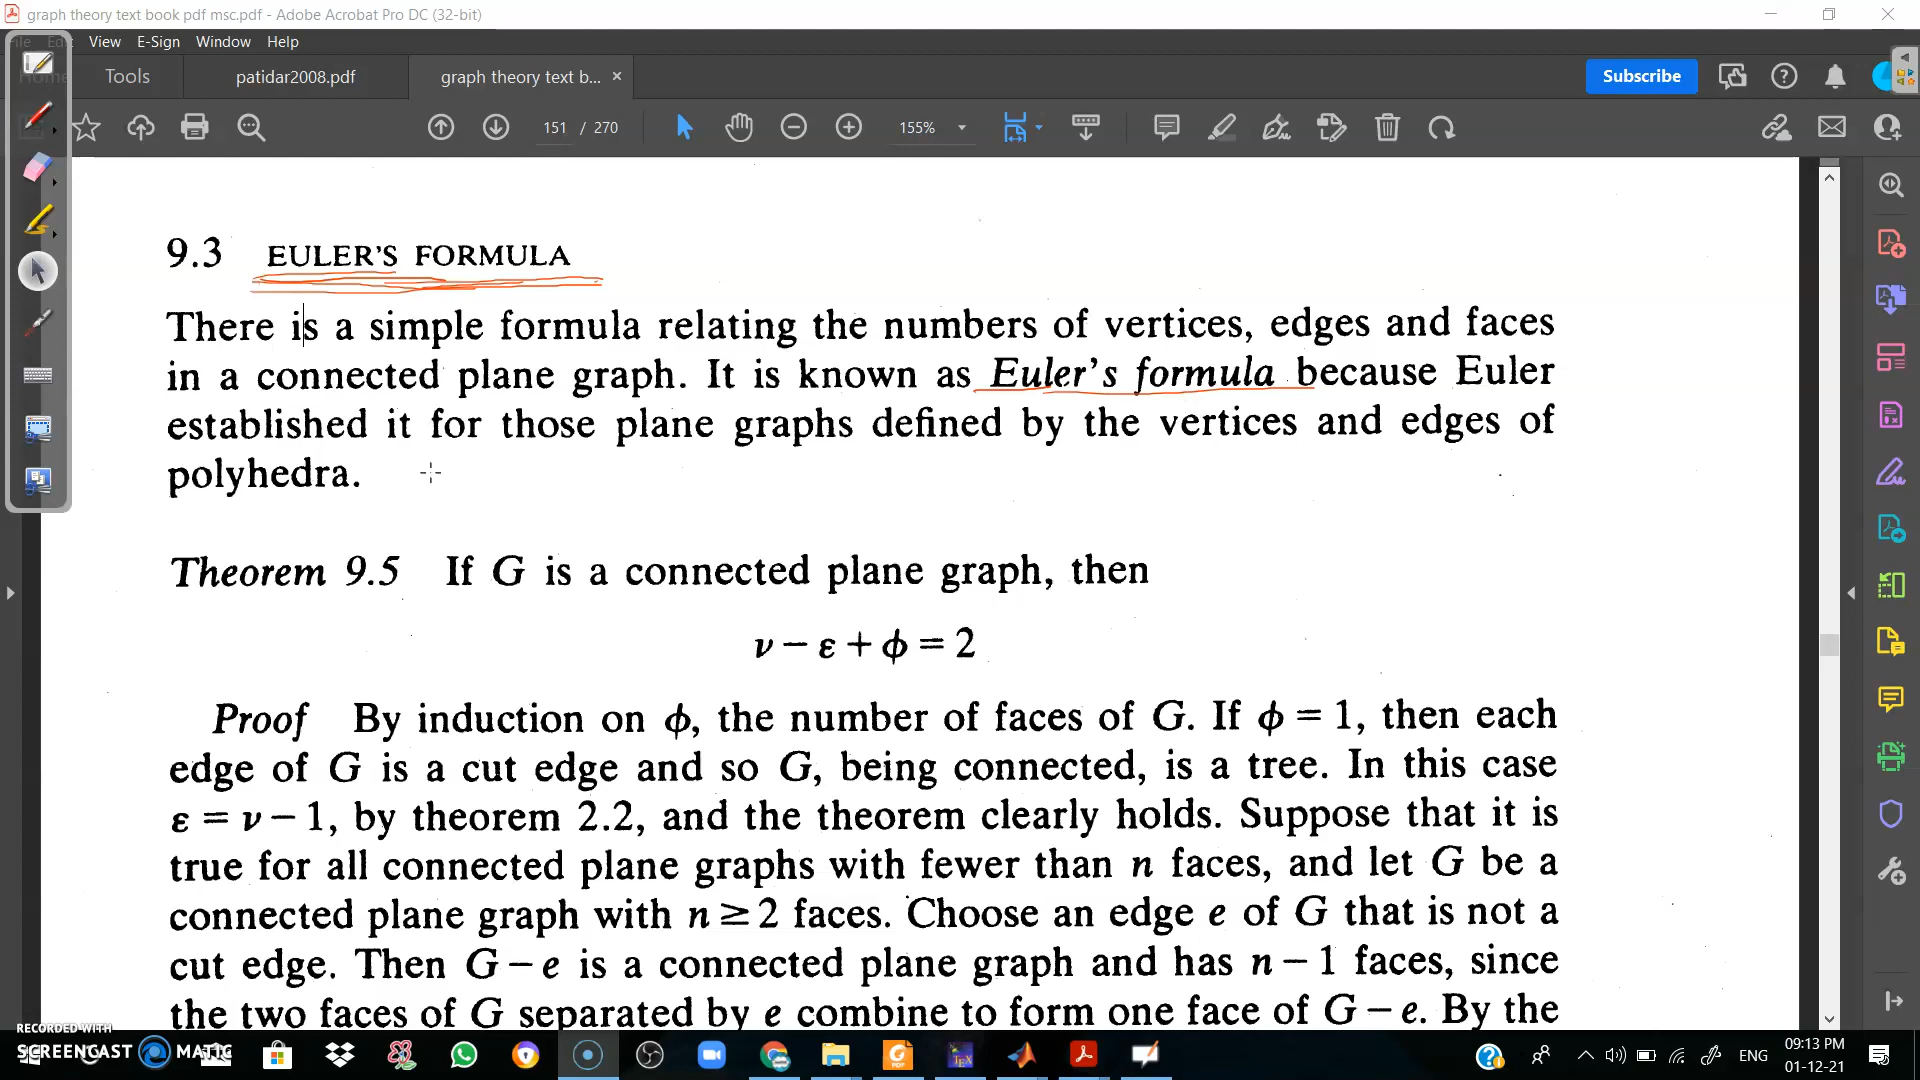 graph theory text book pdf msc.pdf - Adobe Acrobat Pro DC (32-bit)
View E-Sign Window Help
Tools patidar2008.pdf graph theory text b... × Subscribe
151 / 270 155%
9.3 EULER'S FORMULA
There is a simple formula relating the numbers of vertices, edges and faces
in a connected plane graph. It is known as Euler's formula because Euler
established it for those plane graphs defined by the vertices and edges of
polyhedra.
Theorem 9.5 If G is a connected plane graph, then
ν − ε + ϕ = 2
Proof By induction on ϕ, the number of faces of G. If ϕ = 1, then each
edge of G is a cut edge and so G, being connected, is a tree. In this case
ε = ν − 1, by theorem 2.2, and the theorem clearly holds. Suppose that it is
true for all connected plane graphs with fewer than n faces, and let G be a
connected plane graph with n ≥ 2 faces. Choose an edge e of G that is not a
cut edge. Then G − e is a connected plane graph and has n − 1 faces, since
the two faces of G separated by e combine to form one face of G − e. By the
RECORDED WITH
SCREENCAST MATIC
ENG 09:13 PM
01-12-21